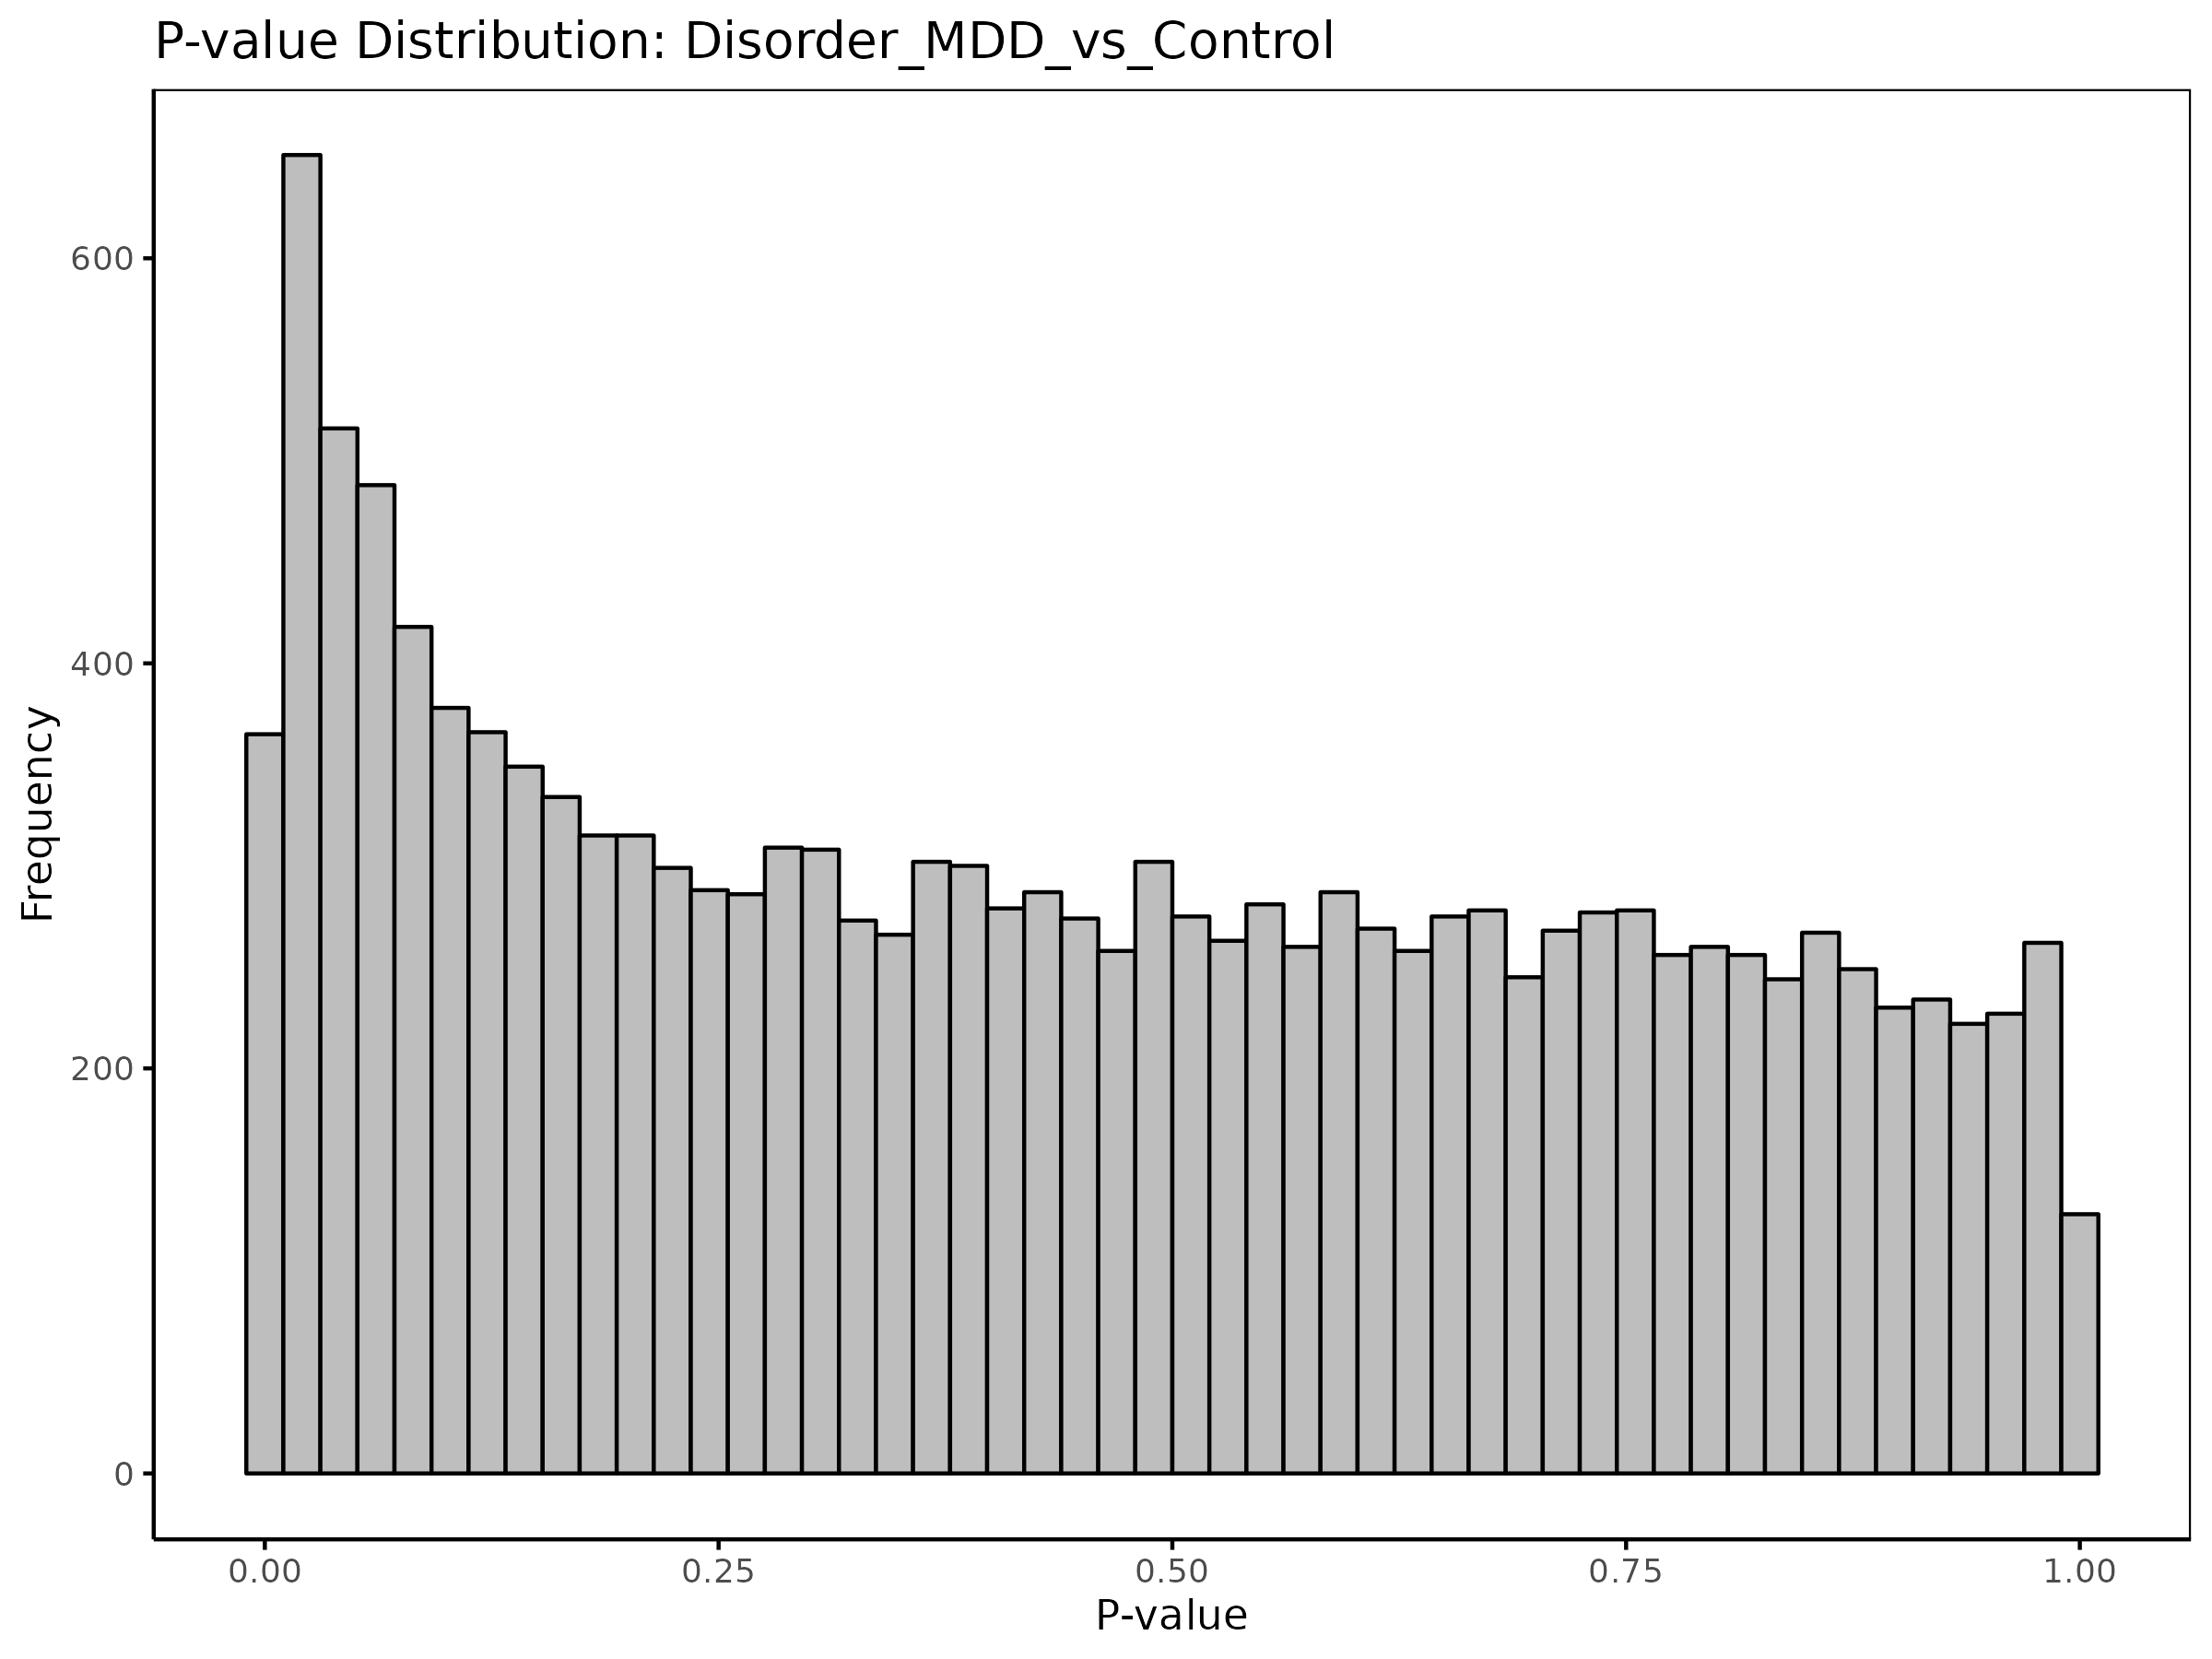 P-value Distribution: Disorder_MDD_vs_Control
Frequency
600
400
200
0
0.00 0.25 0.50 0.75 1.00
P-value